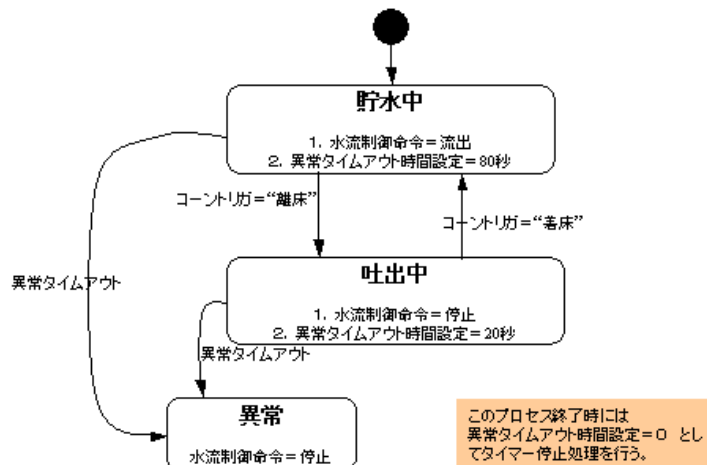 貯水中
1. 水流制御命令＝流出
2. 異常タイムアウト時間設定＝80秒
コーントリガ＝“離床”
コーントリガ＝“着床”
吐出中
異常タイムアウト
1. 水流制御命令＝停止
2. 異常タイムアウト時間設定＝20秒
異常タイムアウト
異常
水流制御命令＝停止
このプロセス終了時には
異常タイムアウト時間設定＝０ とし
てタイマー停止処理を行う。